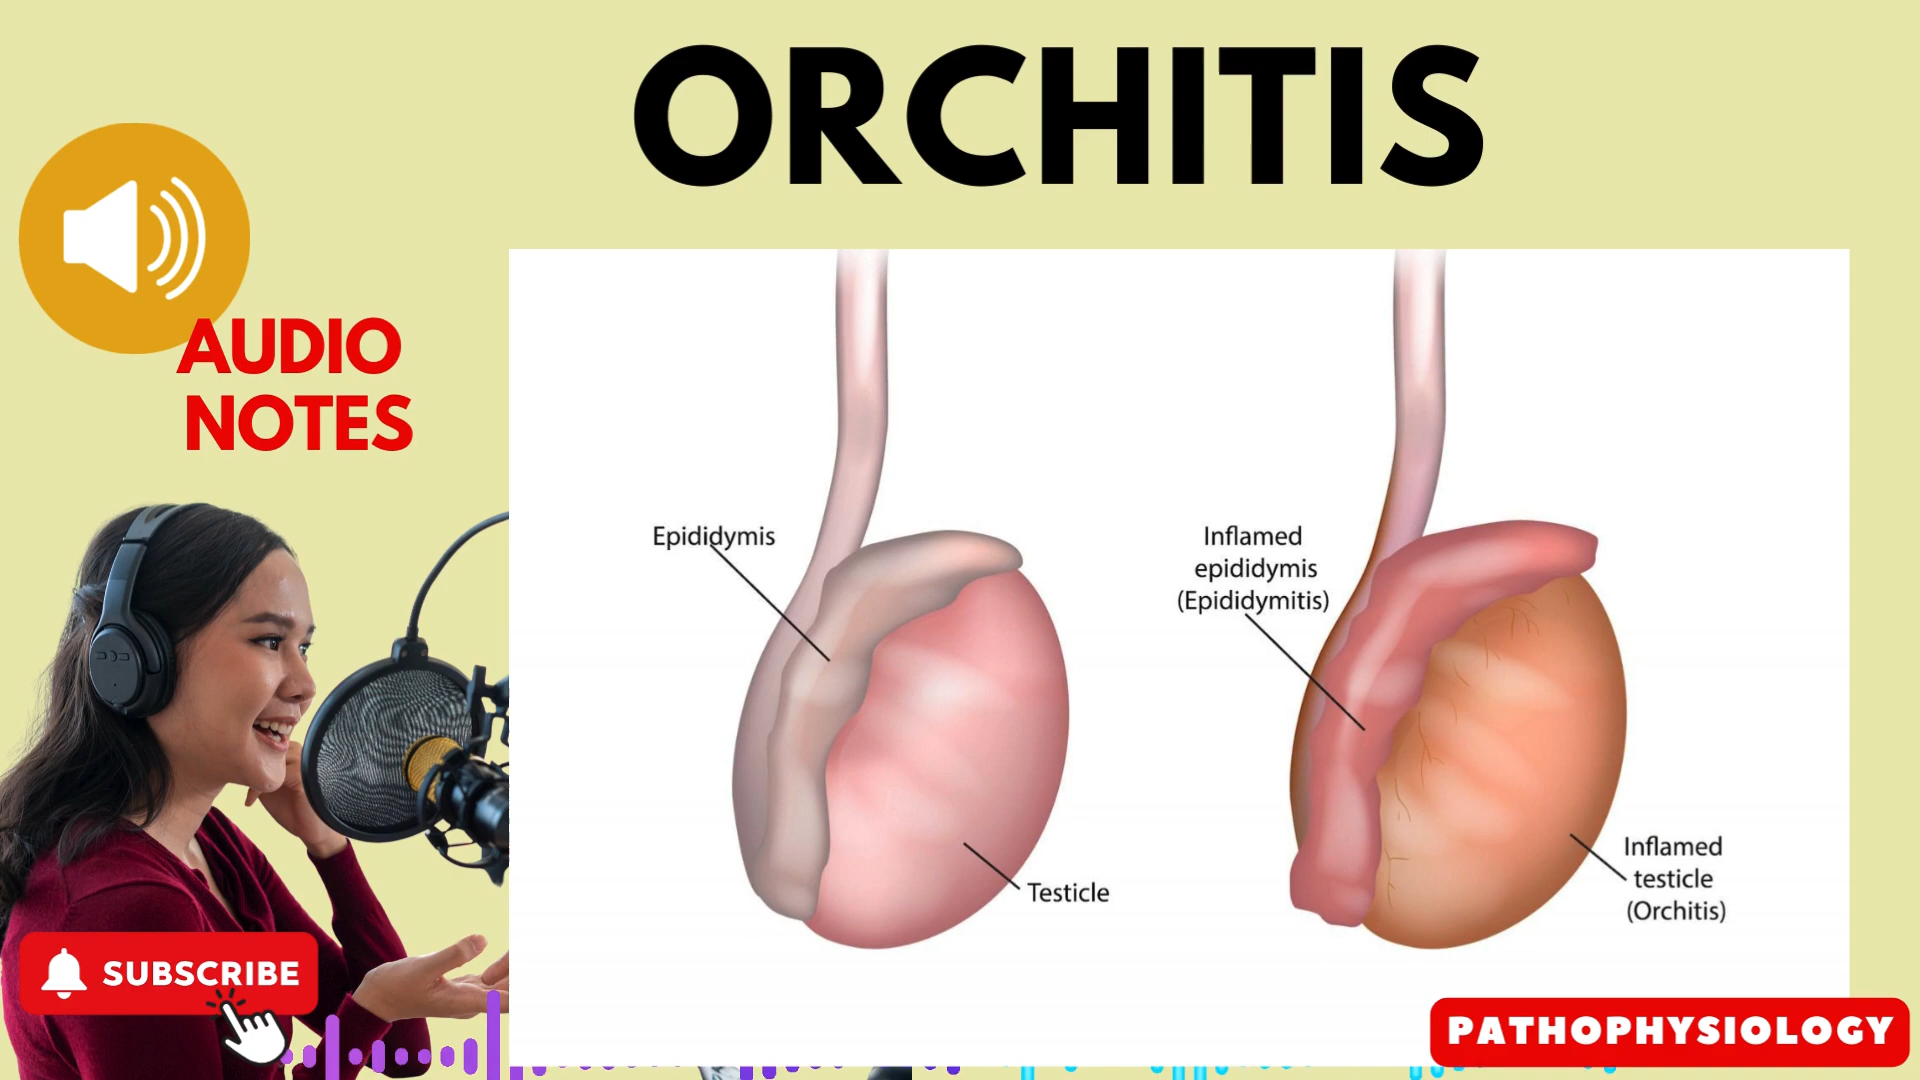 ORCHITIS
AUDIO
NOTES
Epididymis
Testicle
Inflamed
epididymis
(Epididymitis)
Inflamed
testicle
(Orchitis)
SUBSCRIBE
PATHOPHYSIOLOGY